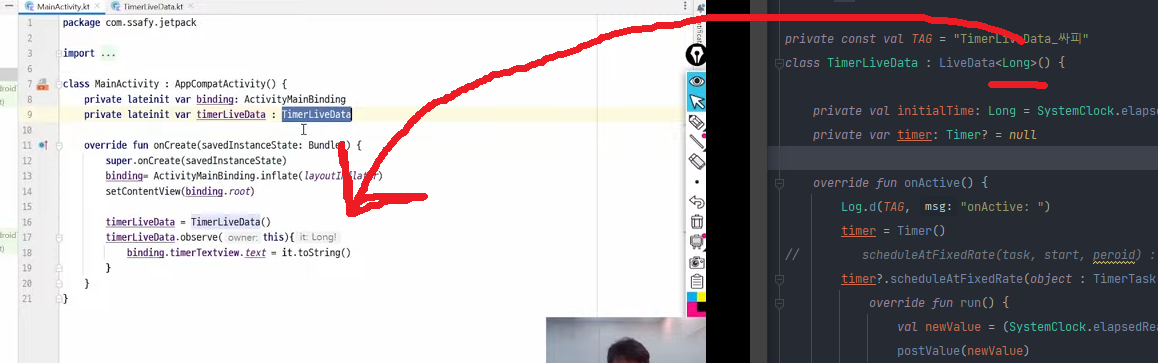 MainActivity.kt
TimerLiveData.kt
1 package com.ssafy.jetpack
2
3 import ...
6
7 class MainActivity : AppCompatActivity() {
8 private lateinit var binding: ActivityMainBinding
9 private lateinit var timerLiveData : TimerLiveData
10
11 override fun onCreate(savedInstanceState: Bundle) {
12 super.onCreate(savedInstanceState)
13 binding= ActivityMainBinding.inflate(layoutInflater)
14 setContentView(binding.root)
15
16 timerLiveData = TimerLiveData()
17 timerLiveData.observe( owner: this){ it: Long!
18 binding.timerTextview.text = it.toString()
19 }
20 }
21 }
private const val TAG = "TimerLiveData_싸피"
class TimerLiveData : LiveData<Long>() {
private val initialTime: Long = SystemClock.elapse
private var timer: Timer? = null
override fun onActive() {
Log.d(TAG, msg: "onActive: ")
timer = Timer()
// scheduleAtFixedRate(task, start, peroid) :
timer?.scheduleAtFixedRate(object : TimerTask
override fun run() {
val newValue = (SystemClock.elapsedRea
postValue(newValue)